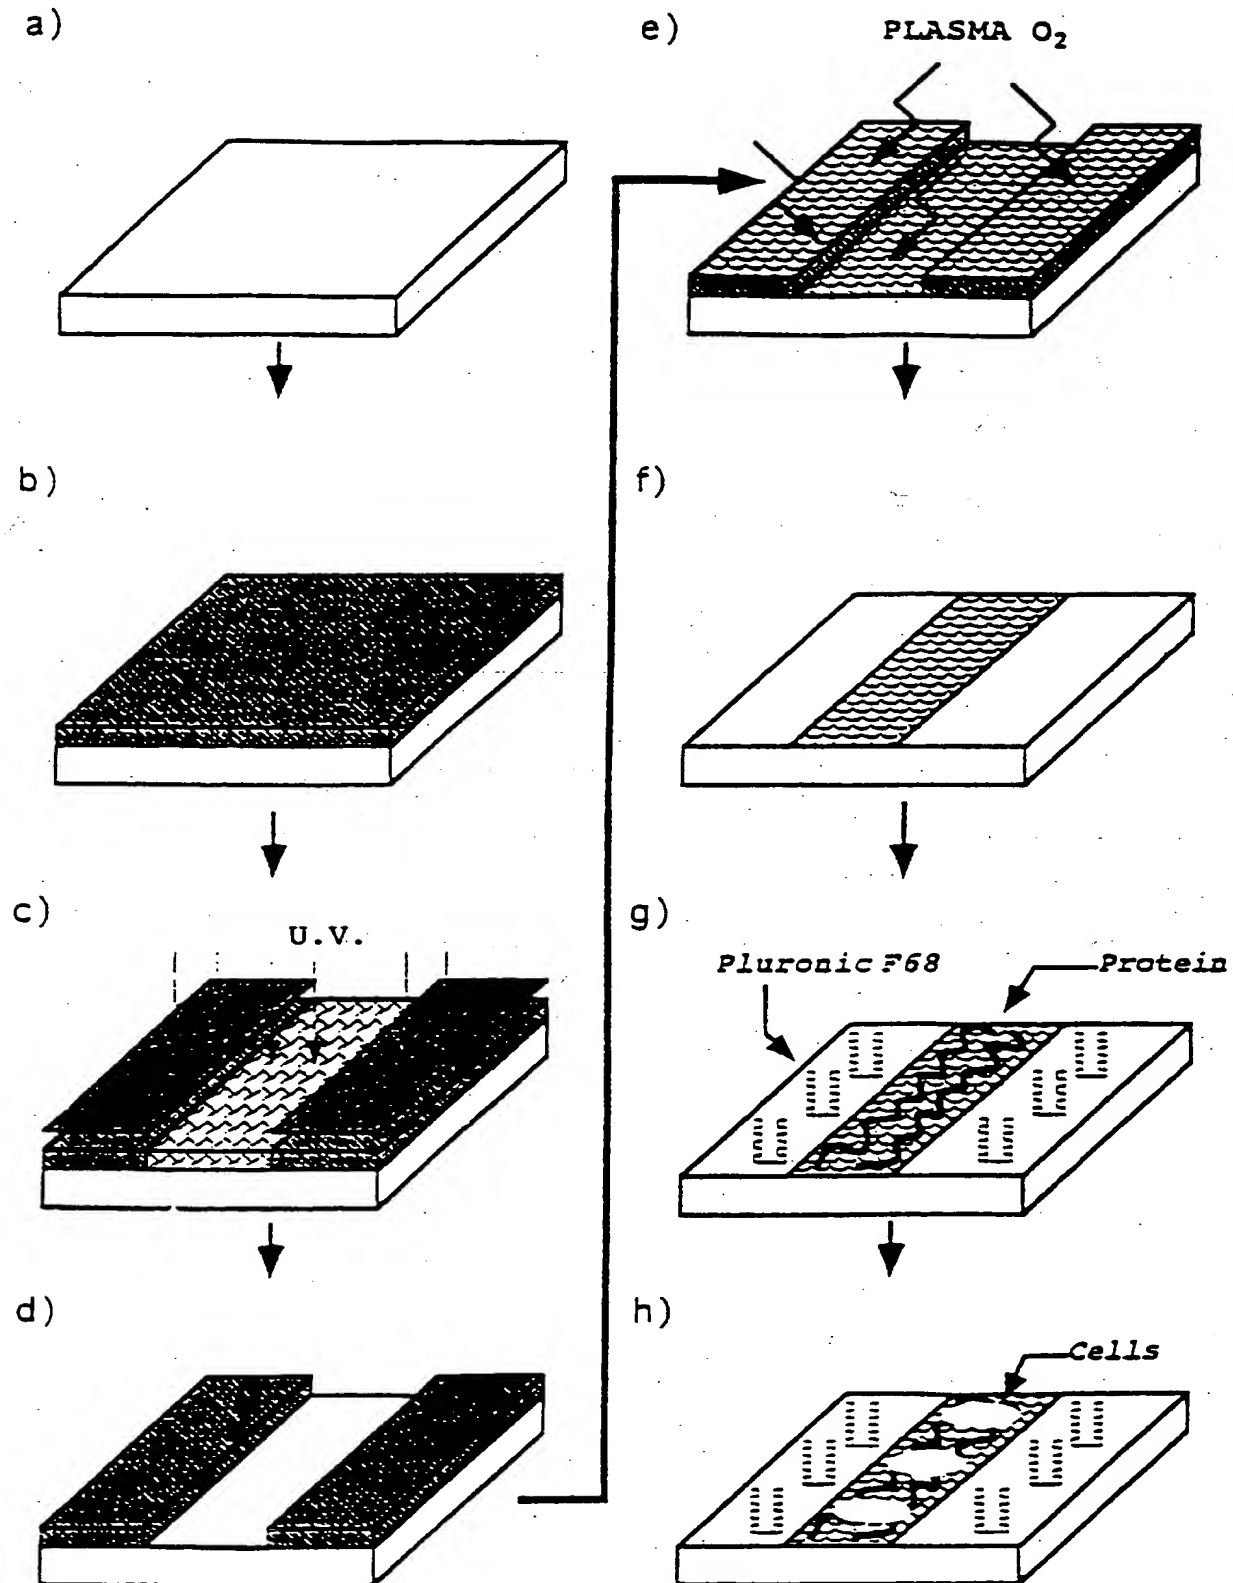 a)
b)
c)
U.V.
d)
e)
PLASMA O₂
f)
g)
Pluronic F68
Protein
h)
Cells